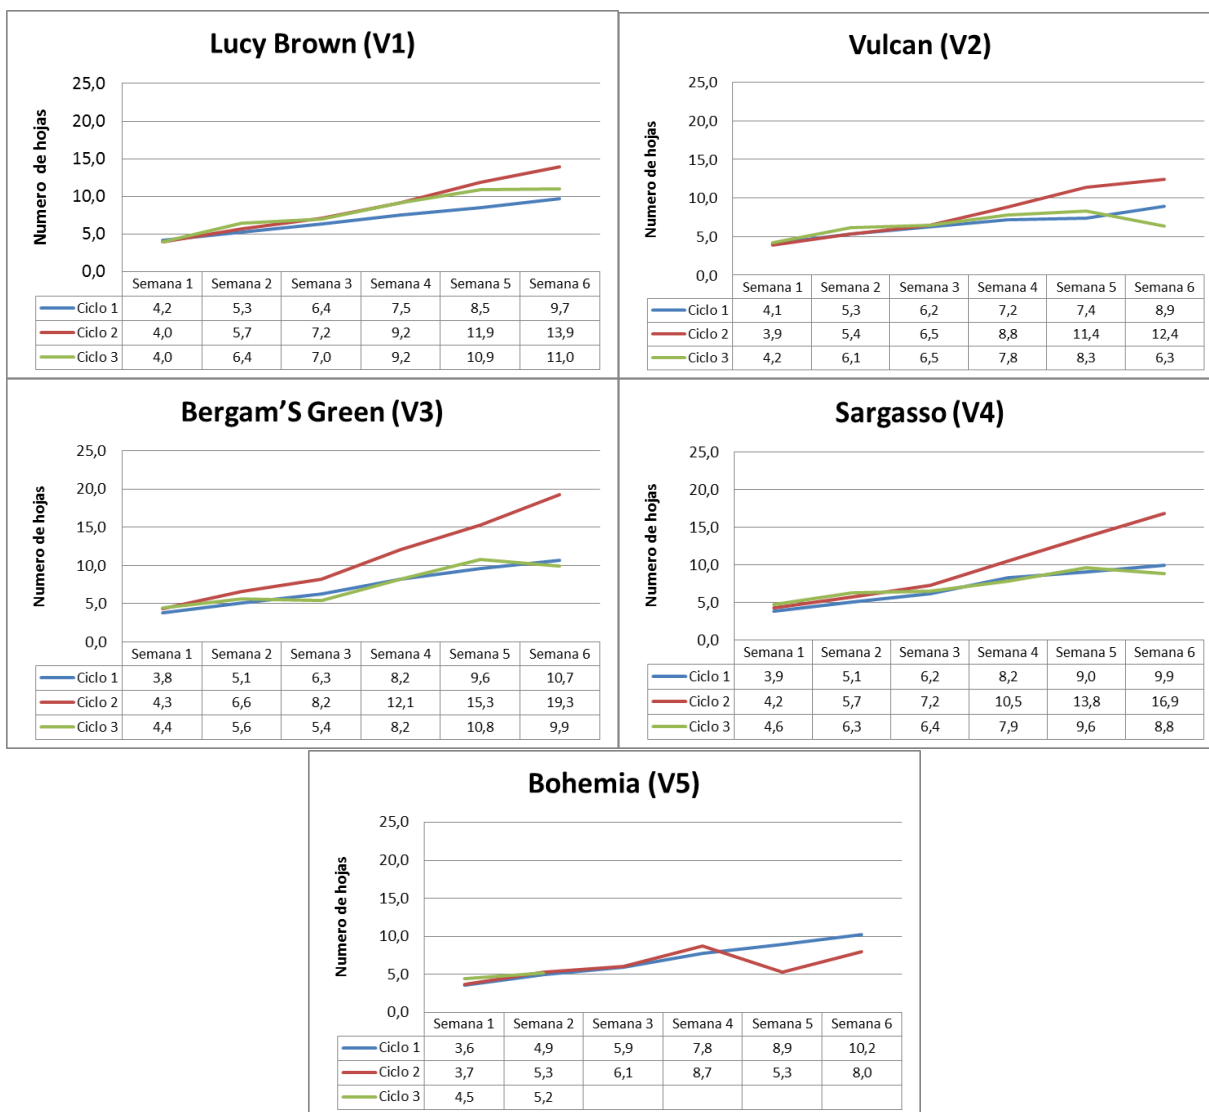 Lucy Brown (V1)
Numero de hojas
25,0
20,0
15,0
10,0
5,0
0,0
Semana 1 Semana 2 Semana 3 Semana 4 Semana 5 Semana 6
Ciclo 1 4,2 5,3 6,4 7,5 8,5 9,7
Ciclo 2 4,0 5,7 7,2 9,2 11,9 13,9
Ciclo 3 4,0 6,4 7,0 9,2 10,9 11,0
Vulcan (V2)
Numero de hojas
25,0
20,0
15,0
10,0
5,0
0,0
Semana 1 Semana 2 Semana 3 Semana 4 Semana 5 Semana 6
Ciclo 1 4,1 5,3 6,2 7,2 7,4 8,9
Ciclo 2 3,9 5,4 6,5 8,8 11,4 12,4
Ciclo 3 4,2 6,1 6,5 7,8 8,3 6,3
Bergam’S Green (V3)
Numero de hojas
25,0
20,0
15,0
10,0
5,0
0,0
Semana 1 Semana 2 Semana 3 Semana 4 Semana 5 Semana 6
Ciclo 1 3,8 5,1 6,3 8,2 9,6 10,7
Ciclo 2 4,3 6,6 8,2 12,1 15,3 19,3
Ciclo 3 4,4 5,6 5,4 8,2 10,8 9,9
Sargasso (V4)
Numero de hojas
25,0
20,0
15,0
10,0
5,0
0,0
Semana 1 Semana 2 Semana 3 Semana 4 Semana 5 Semana 6
Ciclo 1 3,9 5,1 6,2 8,2 9,0 9,9
Ciclo 2 4,2 5,7 7,2 10,5 13,8 16,9
Ciclo 3 4,6 6,3 6,4 7,9 9,6 8,8
Bohemia (V5)
Numero de hojas
25,0
20,0
15,0
10,0
5,0
0,0
Semana 1 Semana 2 Semana 3 Semana 4 Semana 5 Semana 6
Ciclo 1 3,6 4,9 5,9 7,8 8,9 10,2
Ciclo 2 3,7 5,3 6,1 8,7 5,3 8,0
Ciclo 3 4,5 5,2